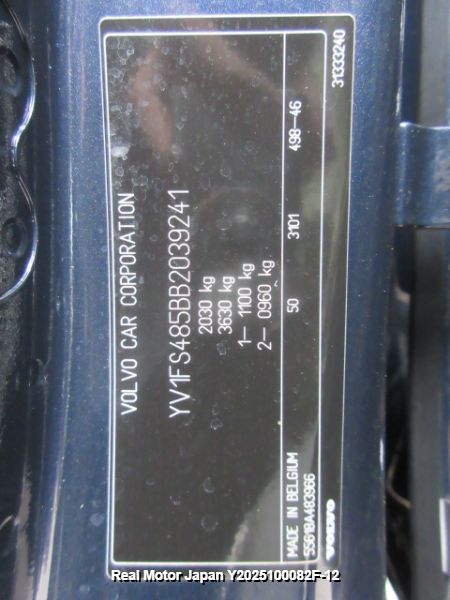 VOLVO CAR CORPORATION
YV1FS485BB2039241
2030 kg
3630 kg
1– 1100 kg
2– 0960 kg
MADE IN BELGIUM 50 3101 498-46
55618A483966
VOLVO 31333240
Real Motor Japan Y2025100082F-12